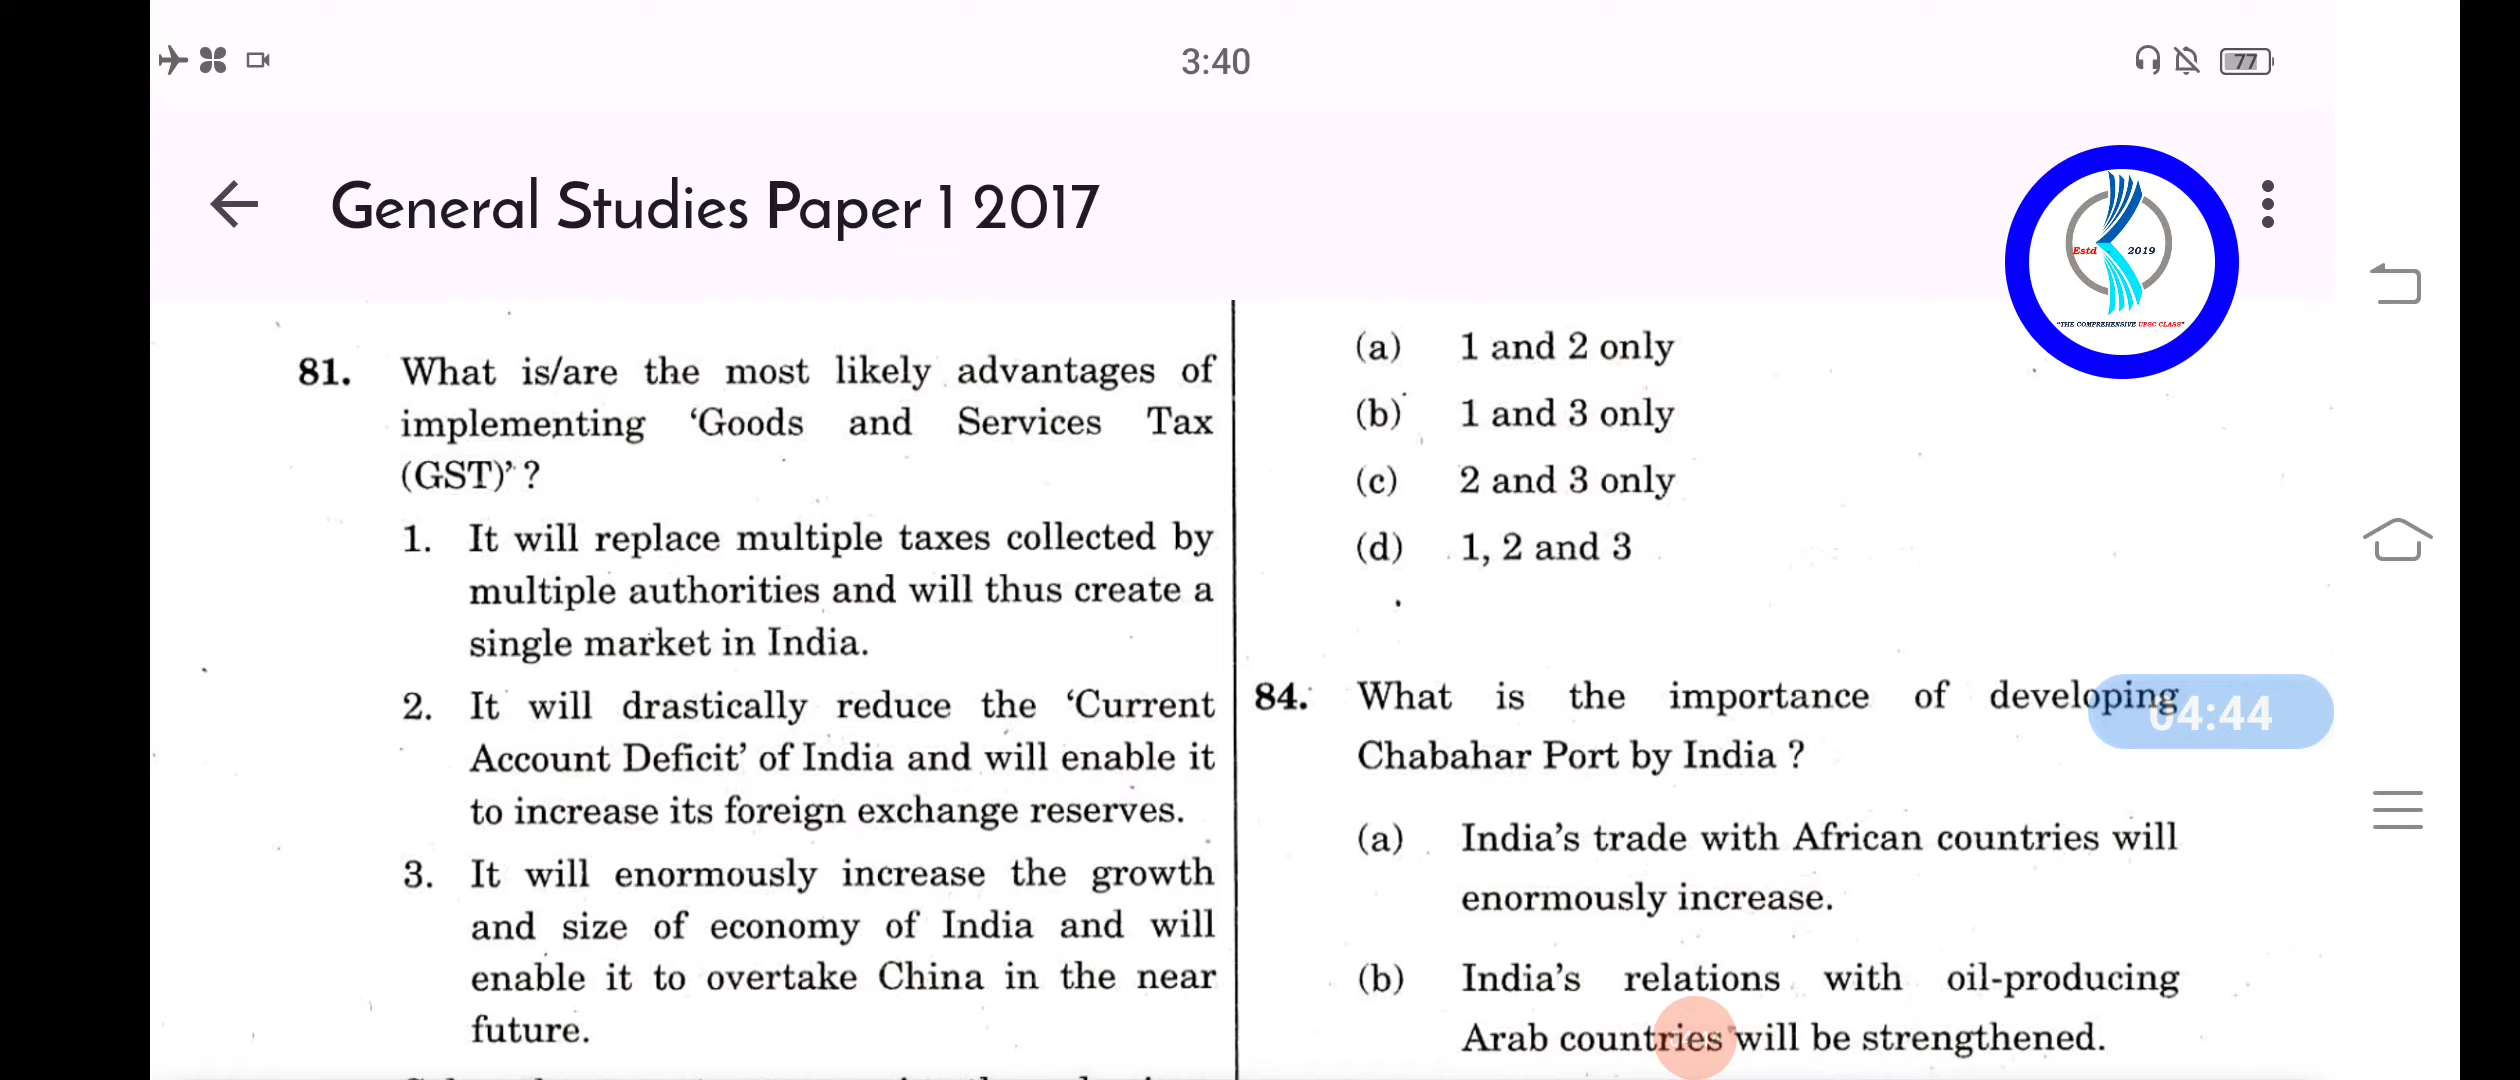 3:40
77
General Studies Paper 1 2017
Estd 2019
"THE COMPREHENSIVE UPSC CLASS"
81. What is/are the most likely advantages of
implementing ‘Goods and Services Tax
(GST)’ ?
1. It will replace multiple taxes collected by
multiple authorities and will thus create a
single market in India.
2. It will drastically reduce the ‘Current
Account Deficit’ of India and will enable it
to increase its foreign exchange reserves.
3. It will enormously increase the growth
and size of economy of India and will
enable it to overtake China in the near
future.
(a) 1 and 2 only
(b) 1 and 3 only
(c) 2 and 3 only
(d) 1, 2 and 3
84. What is the importance of developing
Chabahar Port by India ?
04:44
(a) India’s trade with African countries will
enormously increase.
(b) India’s relations with oil-producing
Arab countries will be strengthened.